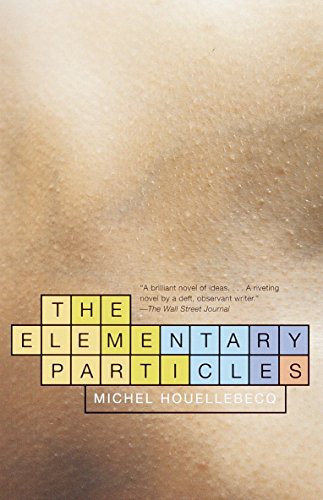 "A brilliant novel of ideas. . . . A riveting
novel by a deft, observant writer."
—The Wall Street Journal
THE
ELEMENTARY
PARTICLES
MICHEL HOUELLEBECQ